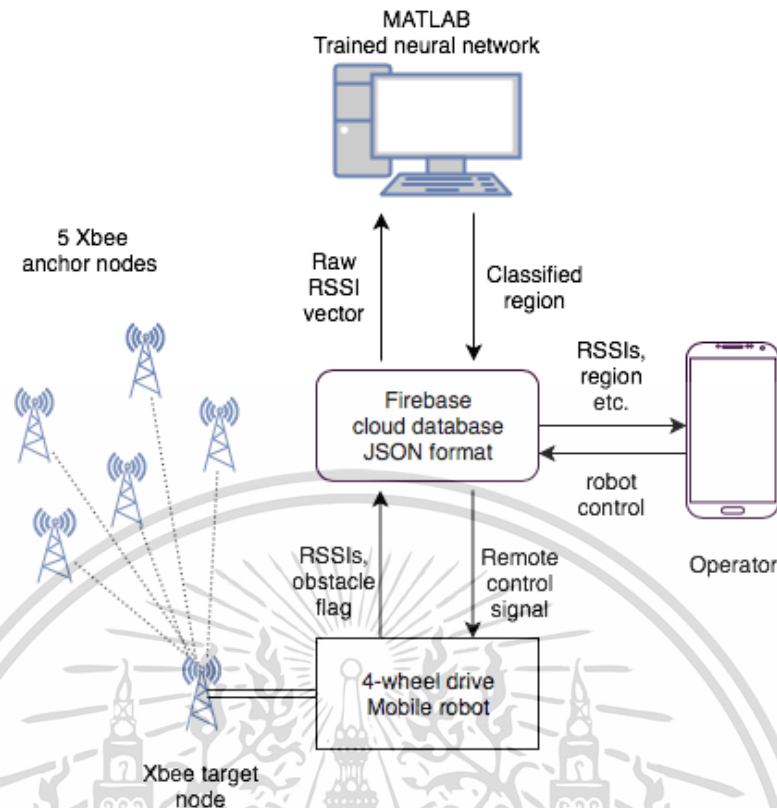 MATLAB
Trained neural network
5 Xbee
anchor nodes
Raw
RSSI
vector
Classified
region
RSSIs,
region
etc.
Firebase
cloud database
JSON format
robot
control
Operator
RSSIs,
obstacle
flag
Remote
control
signal
4-wheel drive
Mobile robot
Xbee target
node